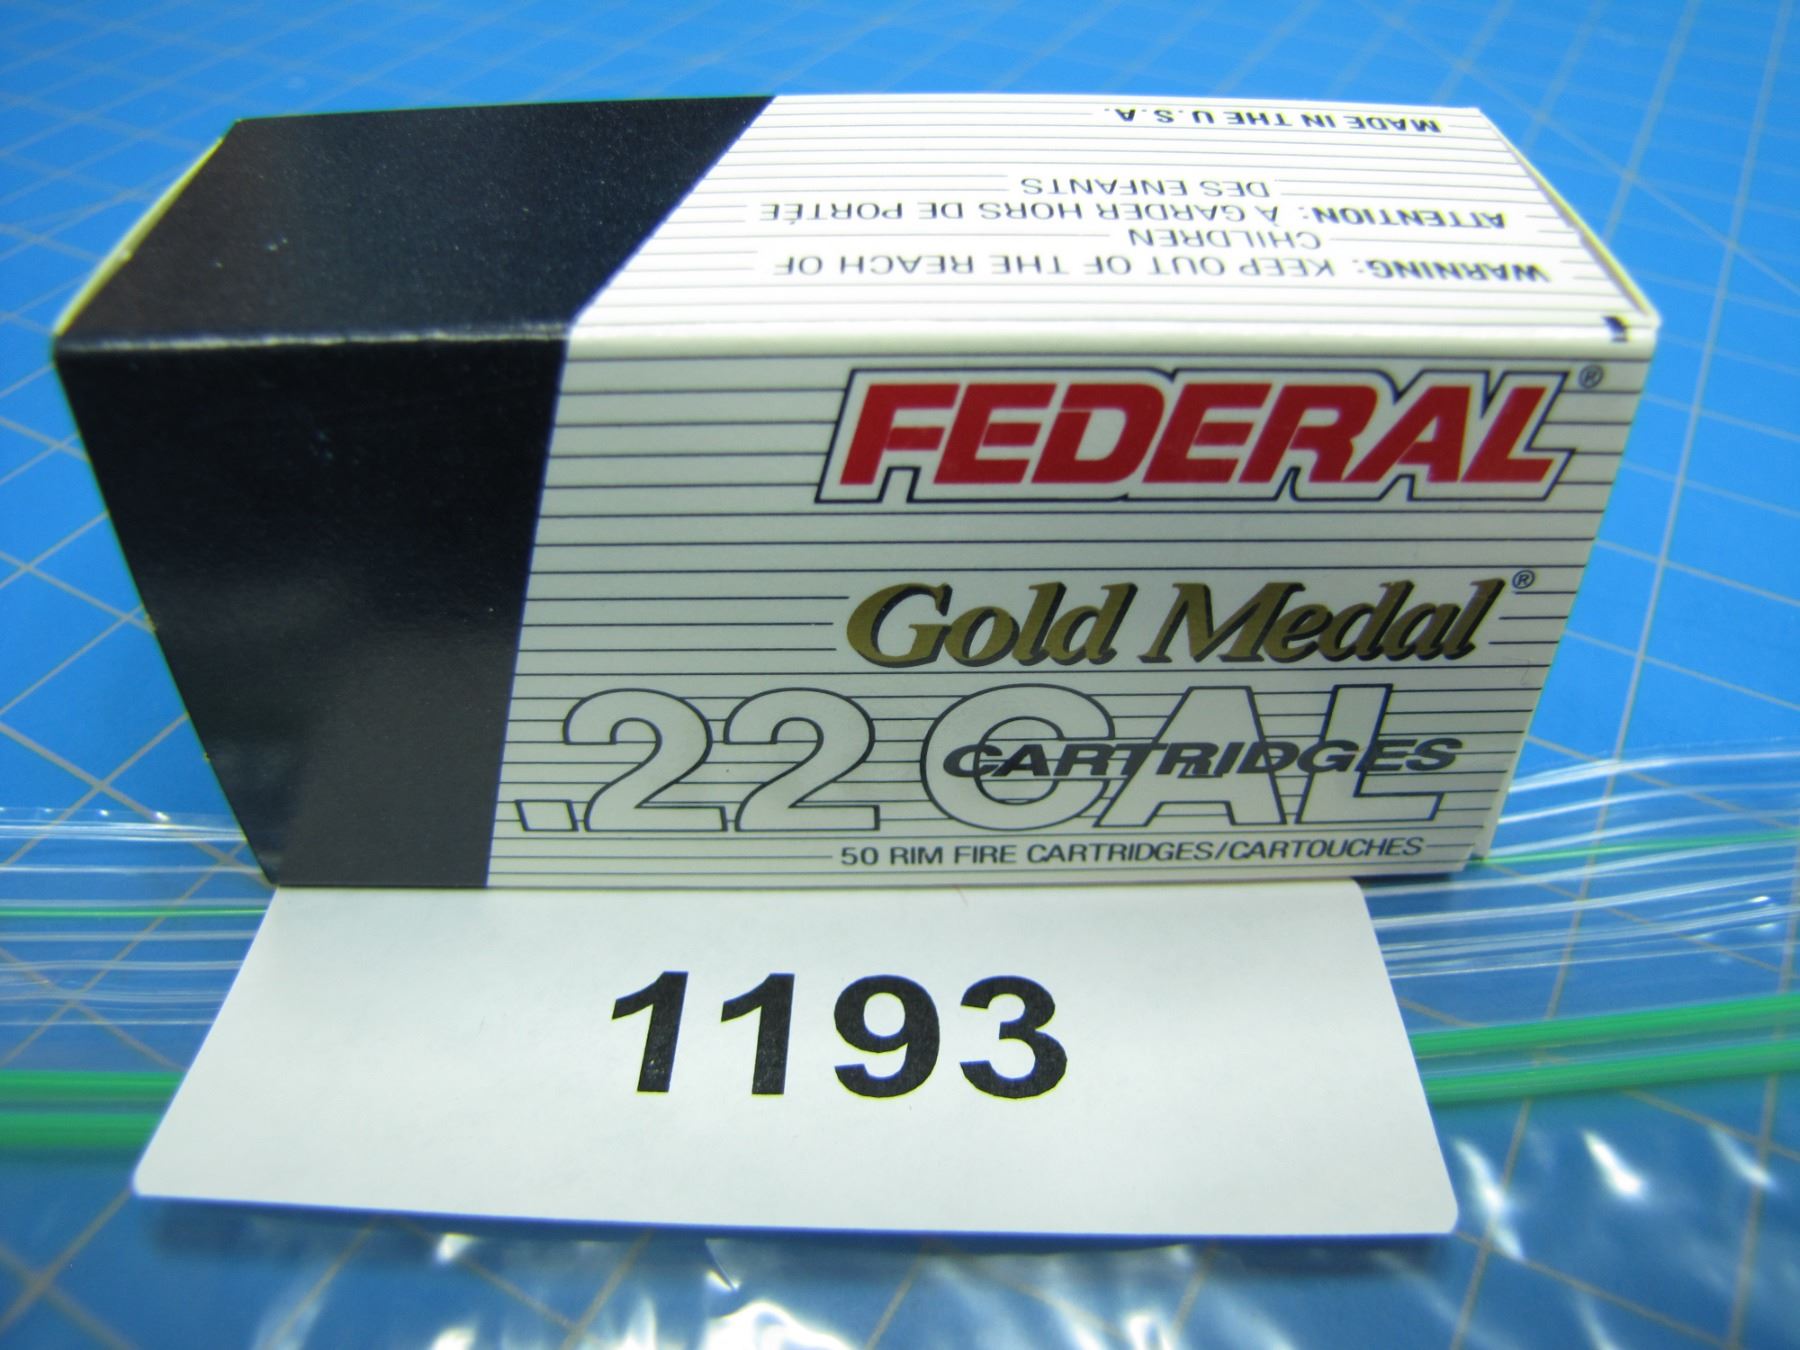 MADE IN THE U.S.A.
WARNING: KEEP OUT OF THE REACH OF
CHILDREN
ATTENTION: À GARDER HORS DE PORTÉE
DES ENFANTS
FEDERAL®
Gold Medal®
.22 CAL
CARTRIDGES
50 RIM FIRE CARTRIDGES/CARTOUCHES
1193